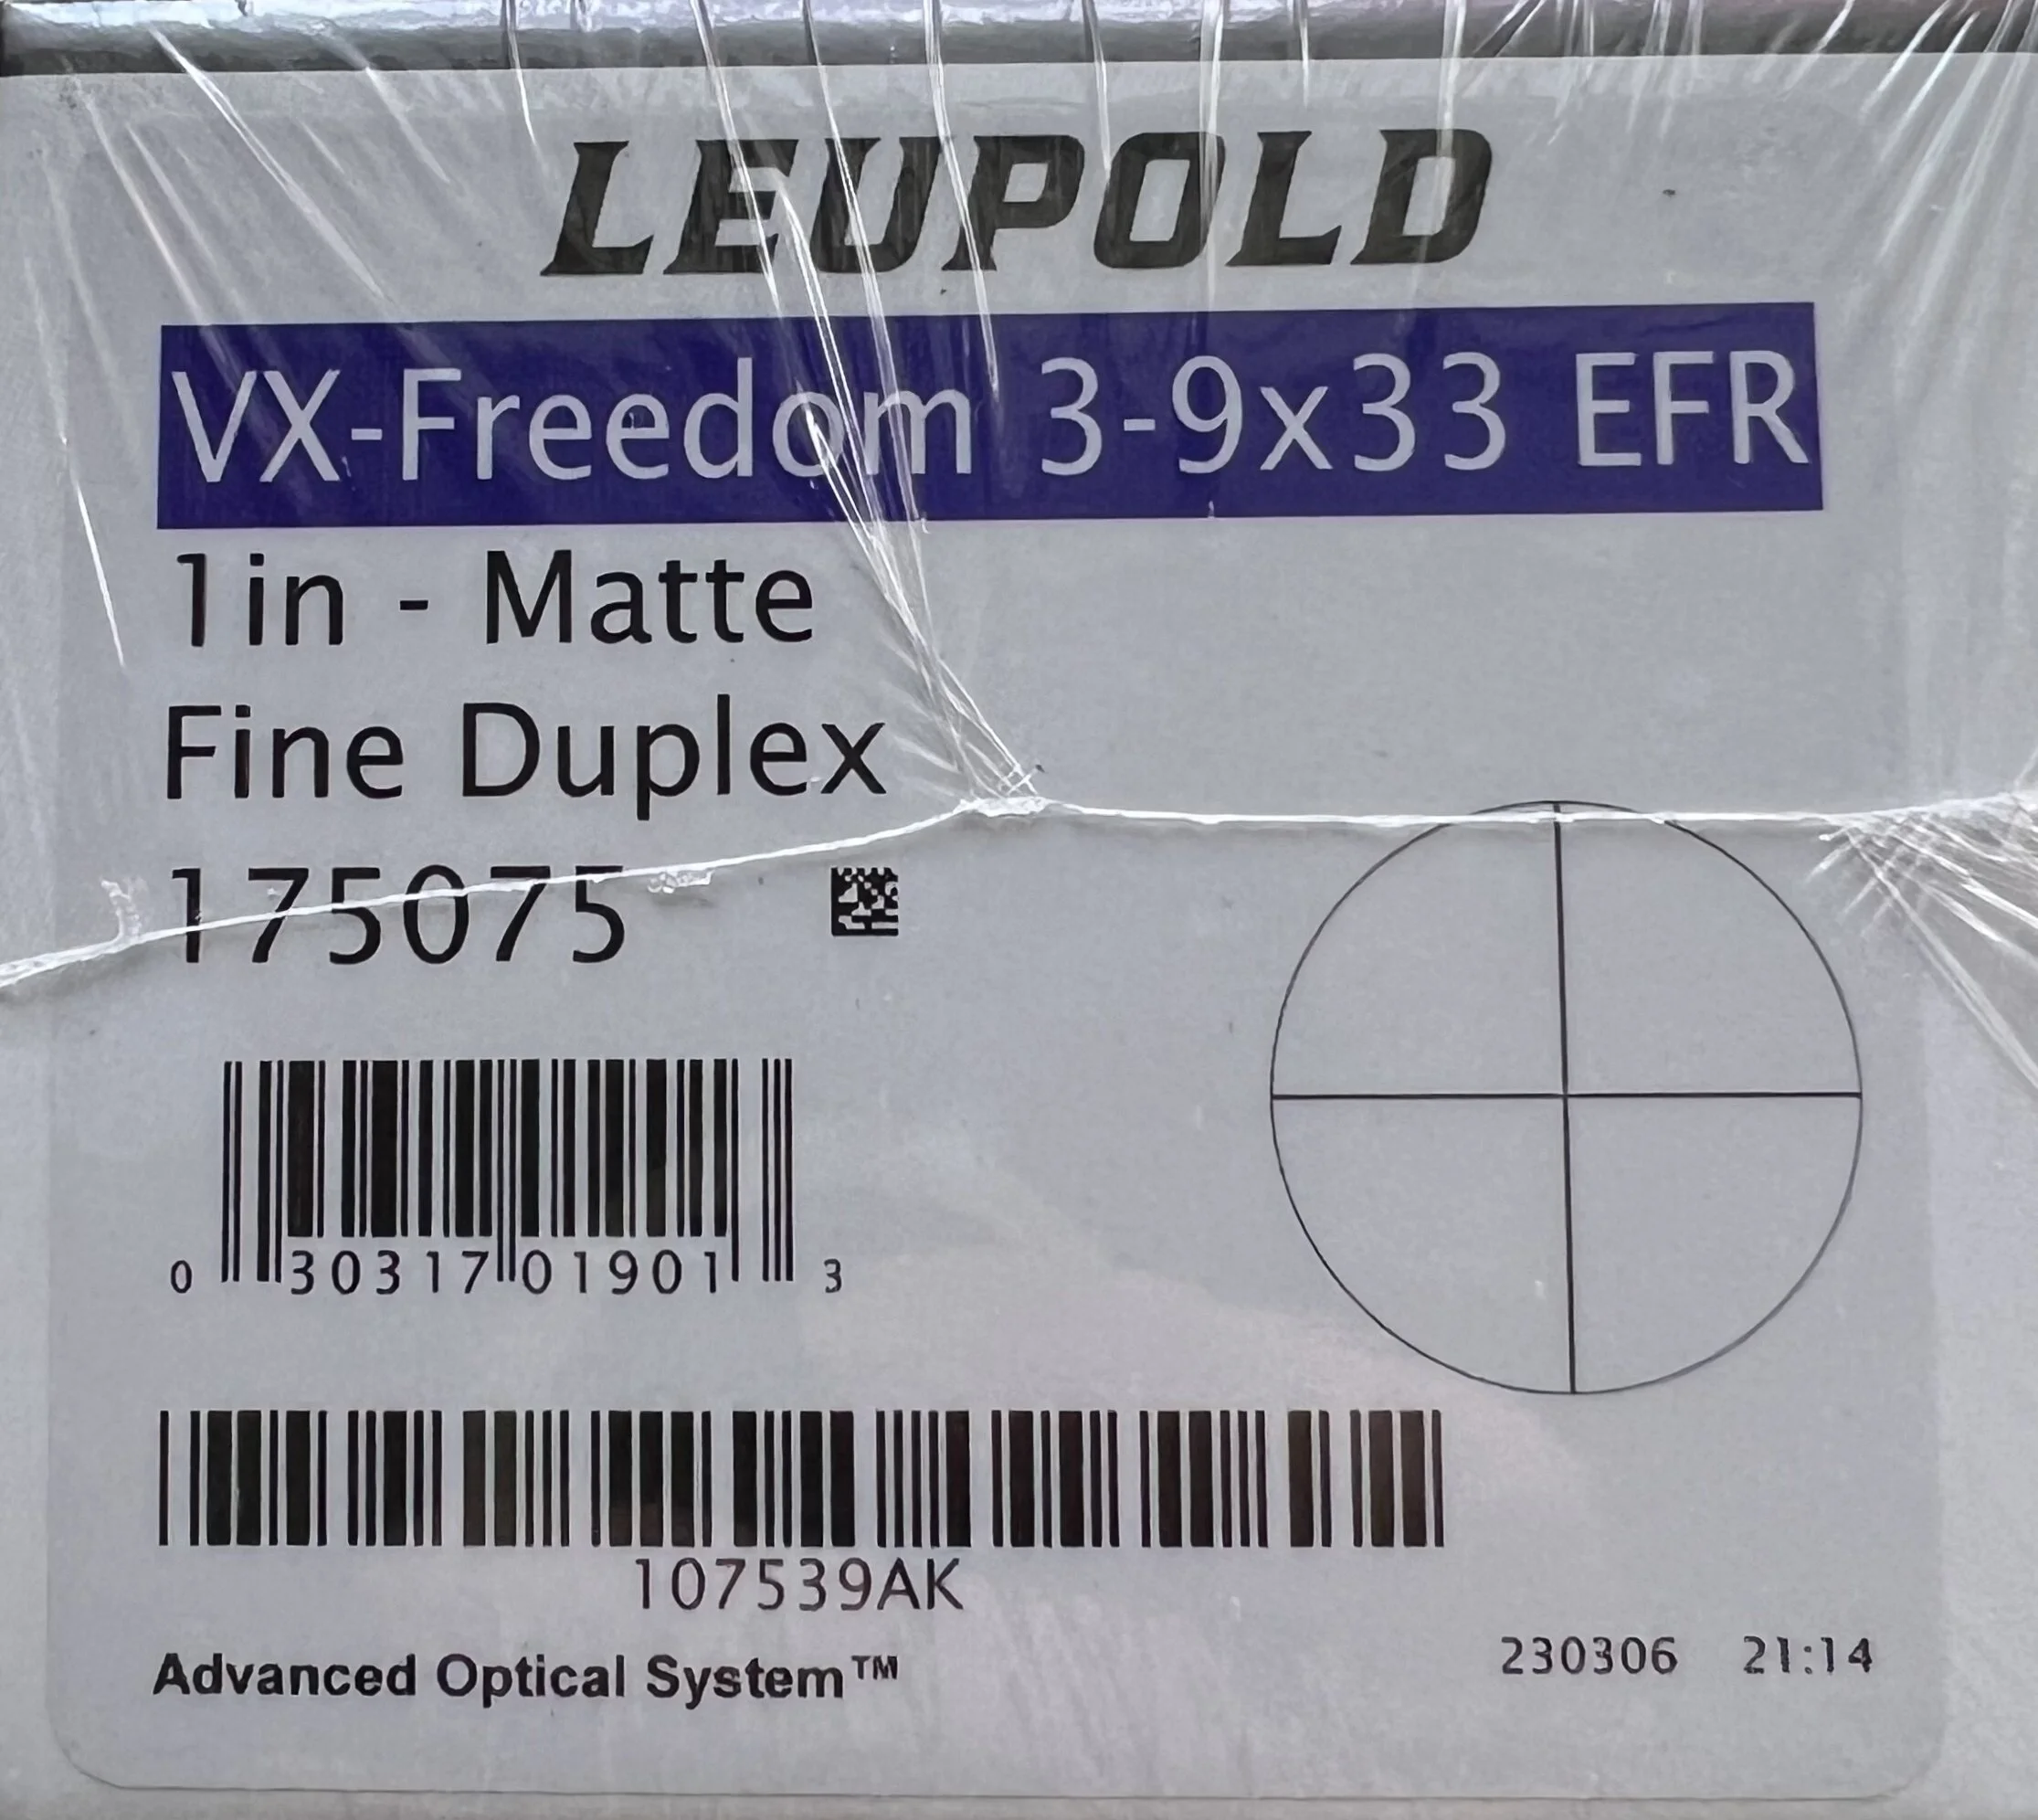 LEUPOLD
VX-Freedom 3-9x33 EFR
1in - Matte
Fine Duplex
175075
0 30317 01901 3
107539AK
Advanced Optical System™
230306 21:14